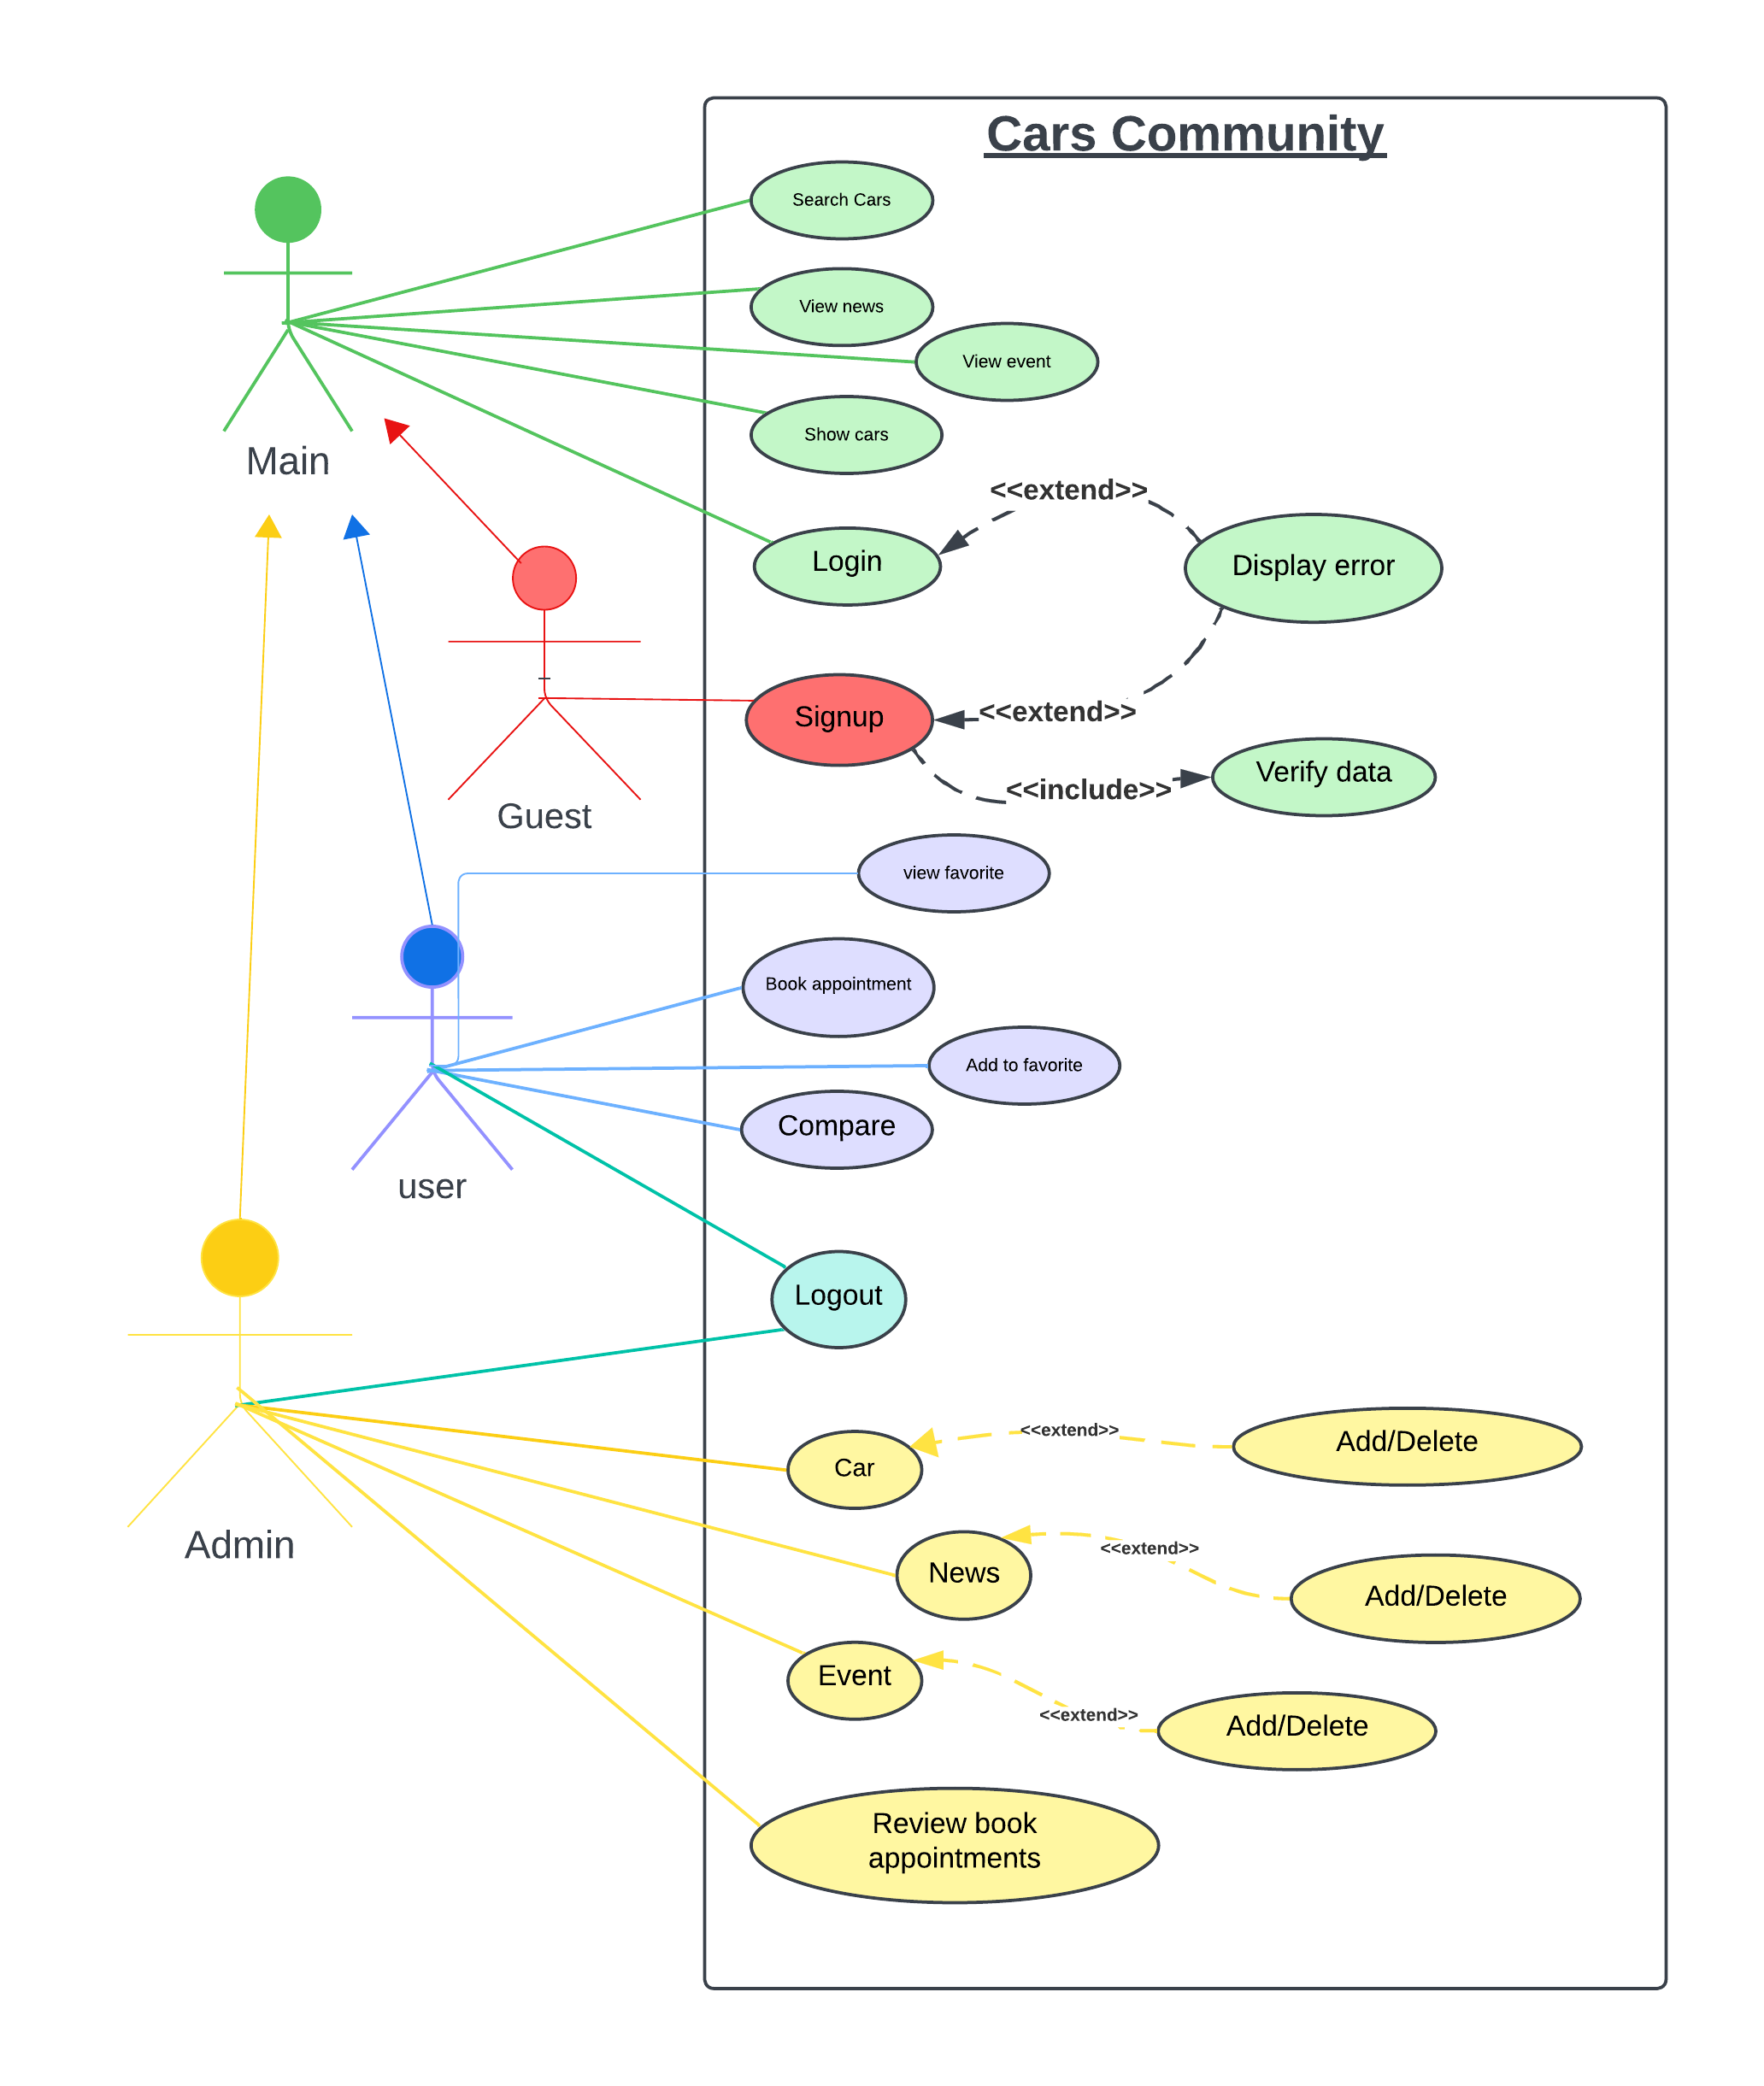 Cars Community
Search Cars
View news
View event
Show cars
Main
<<extend>>
Login
Display error
<<extend>>
Signup
<<include>>
Verify data
Guest
view favorite
Book appointment
Add to favorite
Compare
user
Logout
<<extend>>
Add/Delete
Car
Admin
<<extend>>
News
Add/Delete
Event
<<extend>>
Add/Delete
Review book
appointments